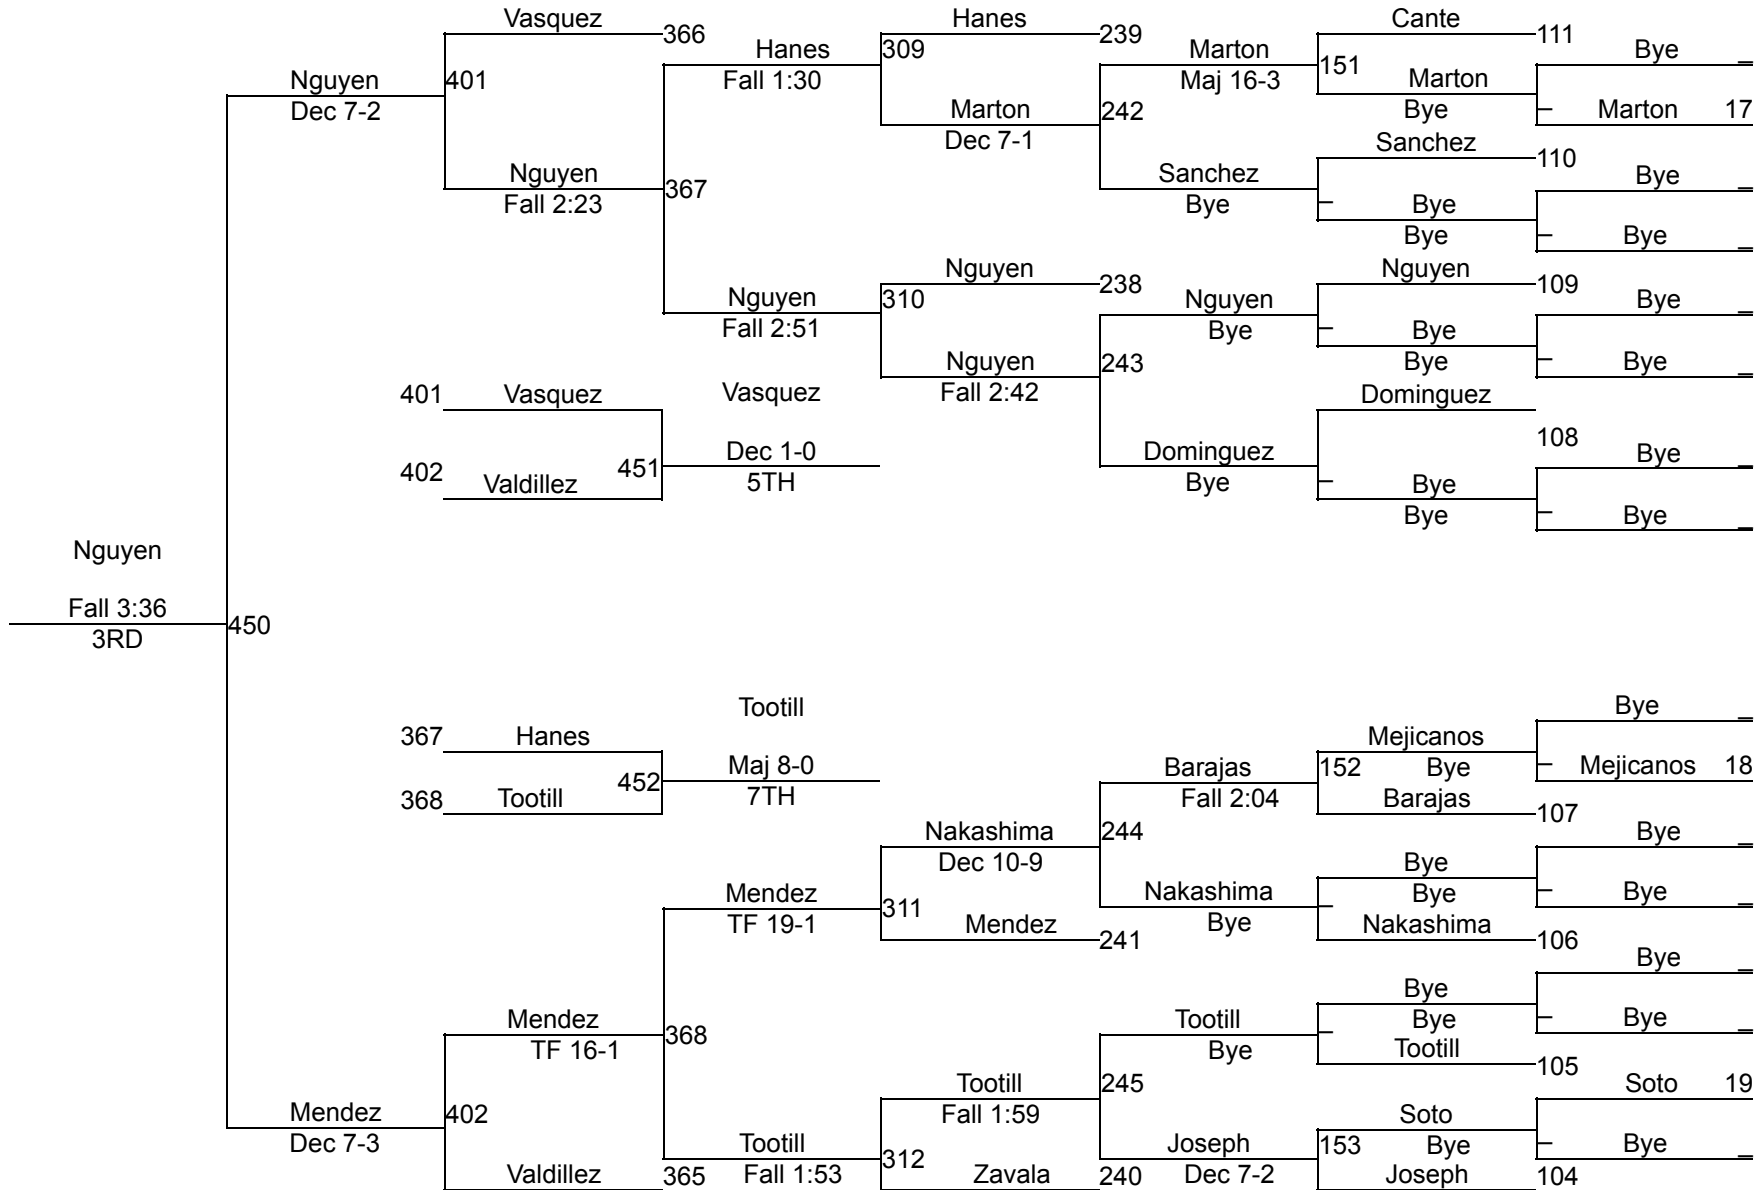 Vasquez Hanes Cante
366 239 111
Hanes 309 Marton Bye _
Nguyen 401 Fall 1:30 Maj 16-3 151 Marton
Dec 7-2 Marton 242 Bye – Marton 17
Dec 7-1 Sanchez
Nguyen Sanchez 110 Bye _
Fall 2:23 367 Bye – Bye
Bye – Bye _
Nguyen Nguyen
Nguyen 310 238 Nguyen 109 Bye _
Fall 2:51 Bye – Bye
Nguyen 243 Bye – Bye _
401 Vasquez Vasquez Fall 2:42 Dominguez
Dec 1-0 Dominguez 108 Bye _
402 Valdillez 451 5TH Bye – Bye
Bye – Bye _
Nguyen
Fall 3:36
3RD 450
Tootill Bye _
367 Hanes Mejicanos
452 Maj 8-0 Barajas 152 Bye – Mejicanos 18
368 Tootill 7TH Fall 2:04 Barajas 107
Nakashima 244 Bye _
Dec 10-9 Bye
Mendez Nakashima – Bye – Bye _
TF 19-1 311 Mendez 241 Bye Nakashima 106
Bye _
Mendez Bye
TF 16-1 368 Tootill – Bye – Bye _
Bye Tootill 105
Tootill 245 Soto 19
Mendez 402 Fall 1:59 Soto
Dec 7-3 Tootill 312 Joseph 153 Bye – Bye _
Valdillez 365 Fall 1:53 Zavala 240 Dec 7-2 Joseph 104